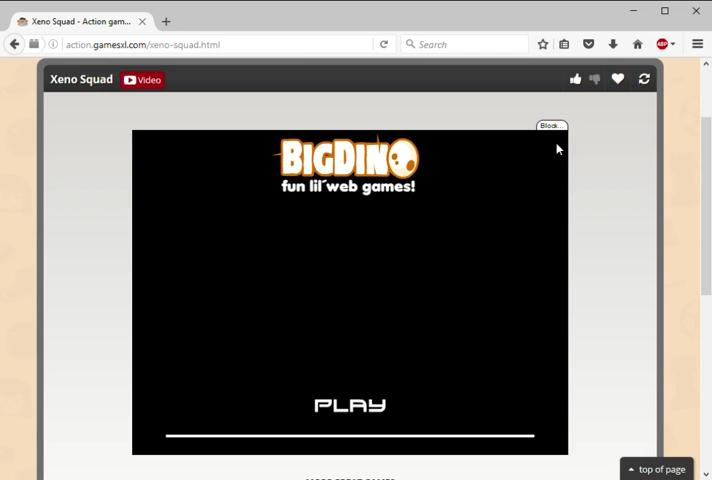 Xeno Squad - Action gam...
action.gamesxl.com/xeno-squad.html
Search
ABP
Xeno Squad
Video
Block...
BIGDINO
fun lil' web games!
PLAY
top of page